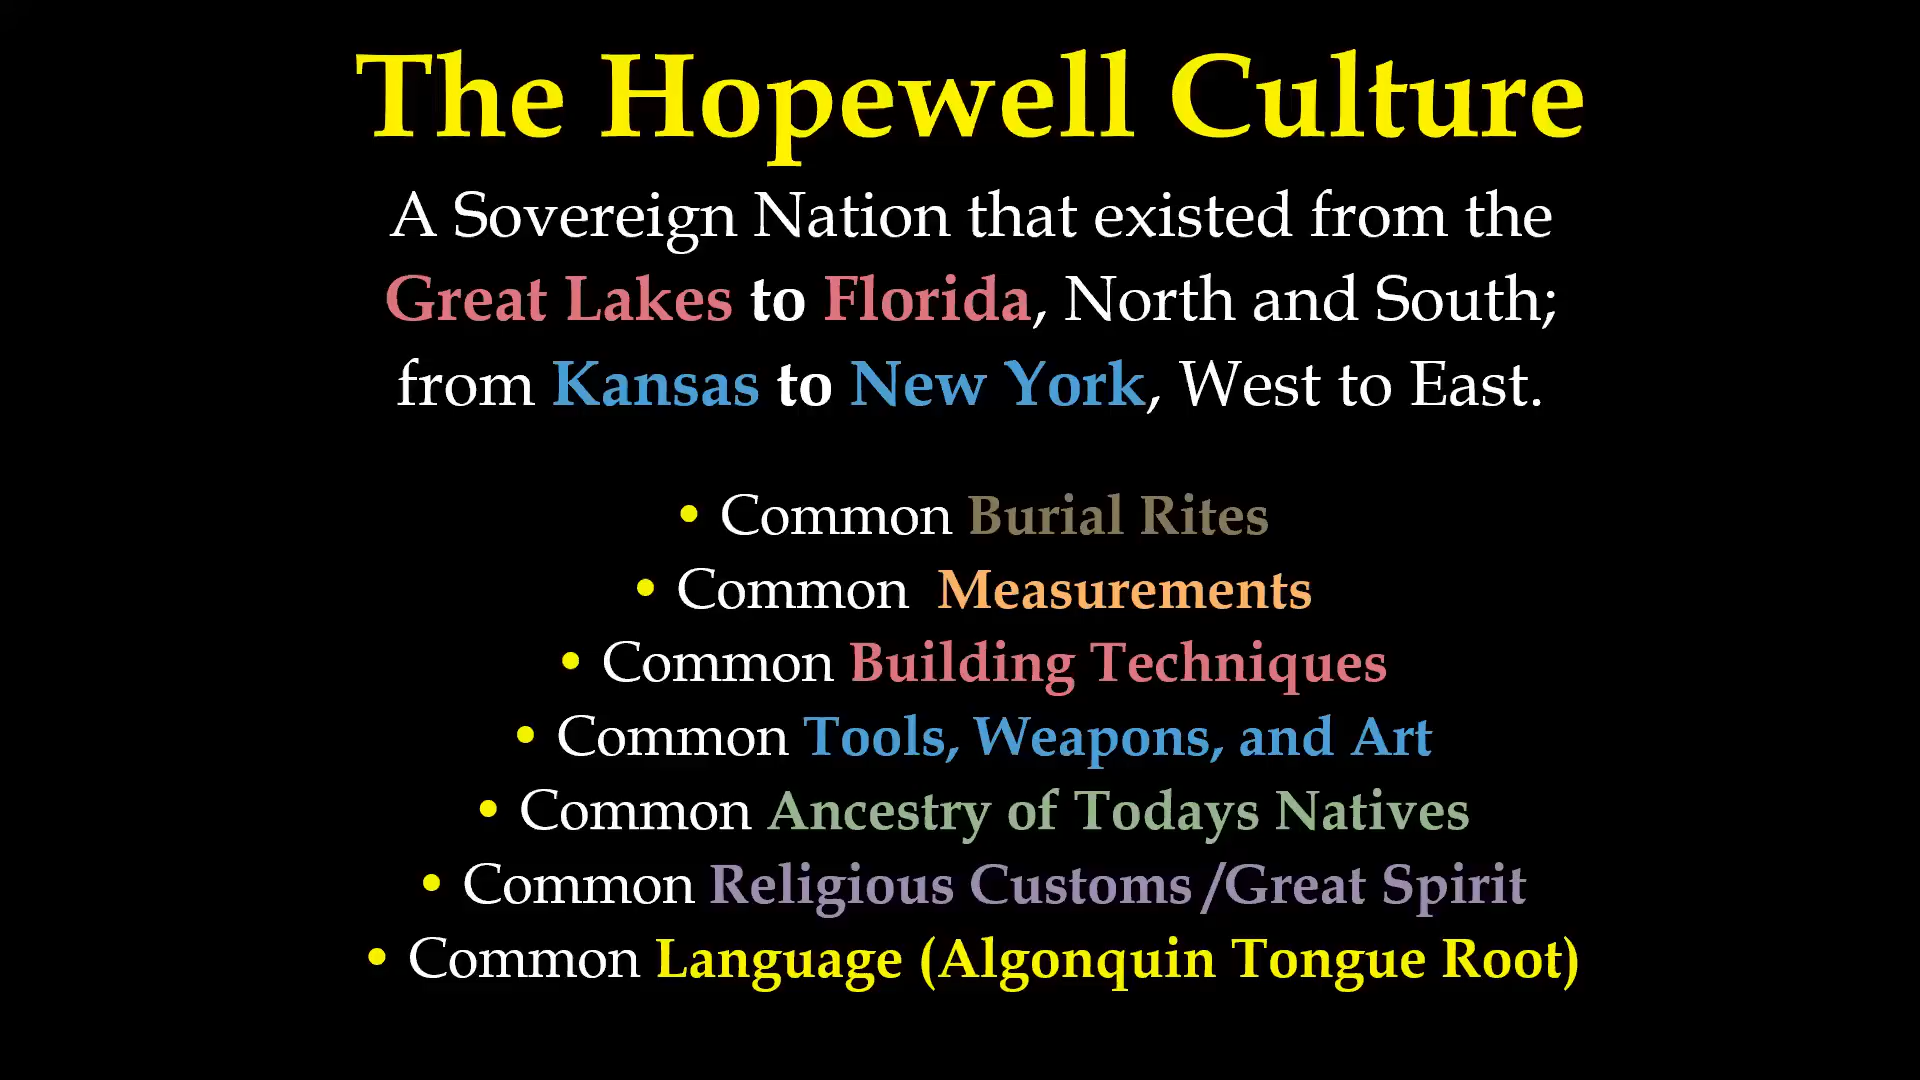 The Hopewell Culture
A Sovereign Nation that existed from the
Great Lakes to Florida, North and South;
from Kansas to New York, West to East.
• Common Burial Rites
• Common Measurements
• Common Building Techniques
• Common Tools, Weapons, and Art
• Common Ancestry of Todays Natives
• Common Religious Customs /Great Spirit
• Common Language (Algonquin Tongue Root)